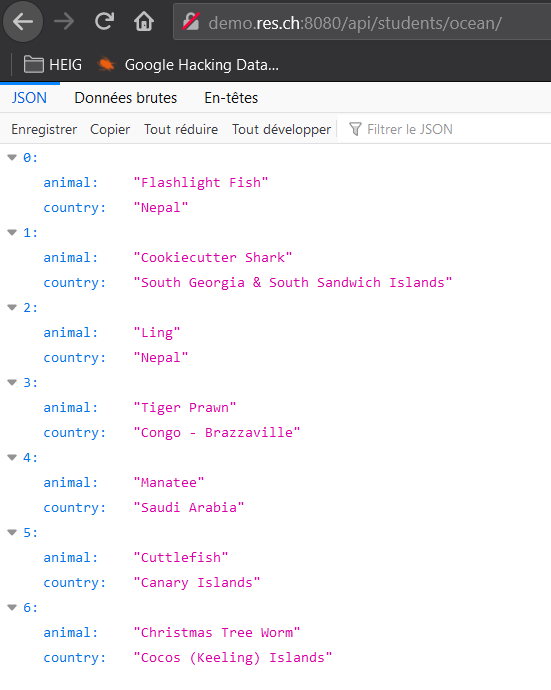 demo.res.ch:8080/api/students/ocean/
HEIG Google Hacking Data...
JSON Données brutes En-têtes
Enregistrer Copier Tout réduire Tout développer Filtrer le JSON
0:
animal: "Flashlight Fish"
country: "Nepal"
1:
animal: "Cookiecutter Shark"
country: "South Georgia & South Sandwich Islands"
2:
animal: "Ling"
country: "Nepal"
3:
animal: "Tiger Prawn"
country: "Congo - Brazzaville"
4:
animal: "Manatee"
country: "Saudi Arabia"
5:
animal: "Cuttlefish"
country: "Canary Islands"
6:
animal: "Christmas Tree Worm"
country: "Cocos (Keeling) Islands"